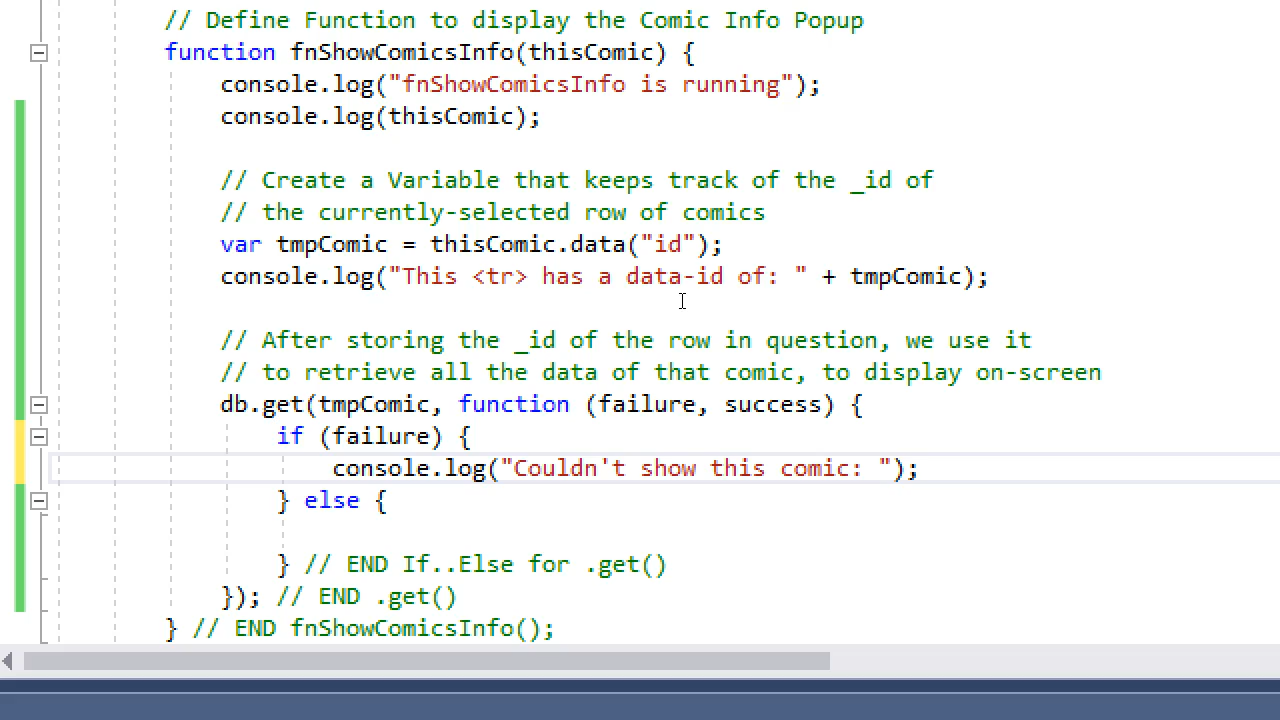 // Define Function to display the Comic Info Popup
function fnShowComicsInfo(thisComic) {
console.log("fnShowComicsInfo is running");
console.log(thisComic);
// Create a Variable that keeps track of the _id of
// the currently-selected row of comics
var tmpComic = thisComic.data("id");
console.log("This <tr> has a data-id of: " + tmpComic);
// After storing the _id of the row in question, we use it
// to retrieve all the data of that comic, to display on-screen
db.get(tmpComic, function (failure, success) {
if (failure) {
console.log("Couldn't show this comic: ");
} else {
} // END If..Else for .get()
}); // END .get()
} // END fnShowComicsInfo();